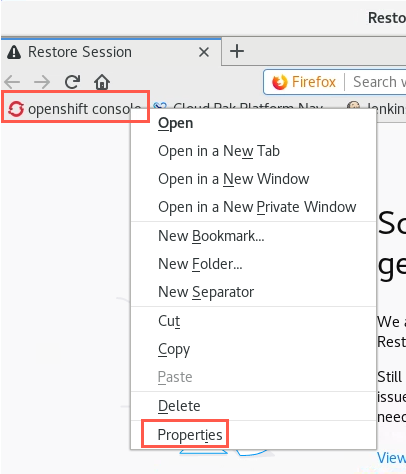 Resto
Restore Session
Firefox Search w
openshift console Cloud Pak Platform Nav Jenkins
Open
Open in a New Tab
Open in a New Window
Open in a New Private Window
New Bookmark...
New Folder...
New Separator
Cut
Copy
Paste
Delete
Properties
So
ge
We a
Rest
Still
issue
need
View